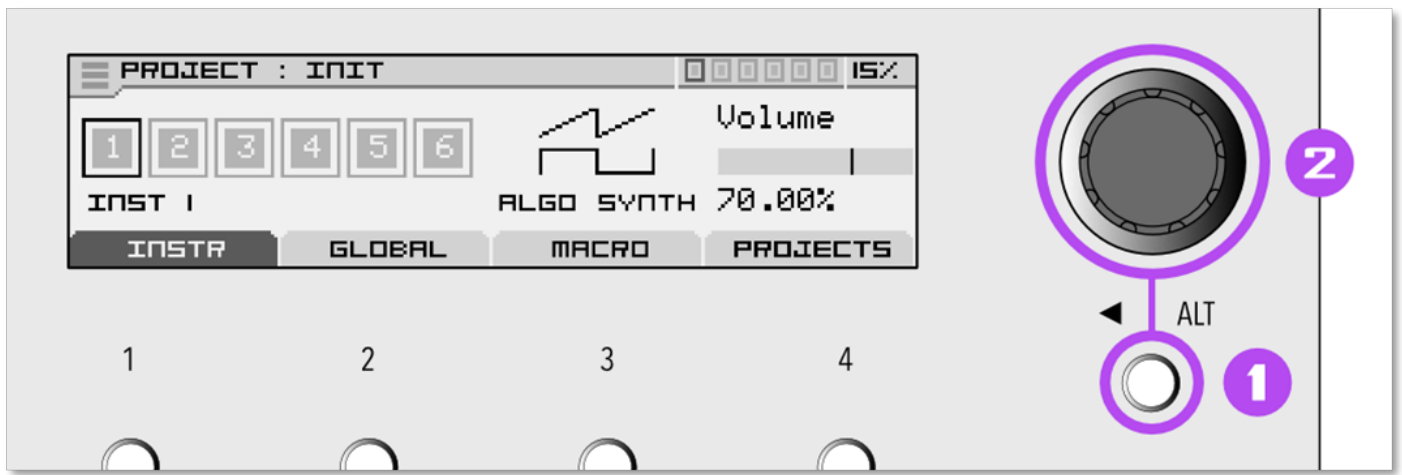 PROJECT : INIT 15%
1 2 3 4 5 6
Volume
INST 1 ALGO SYNTH 70.00%
INSTR GLOBAL MACRO PROJECTS
2
◀ ALT
1 2 3 4
1